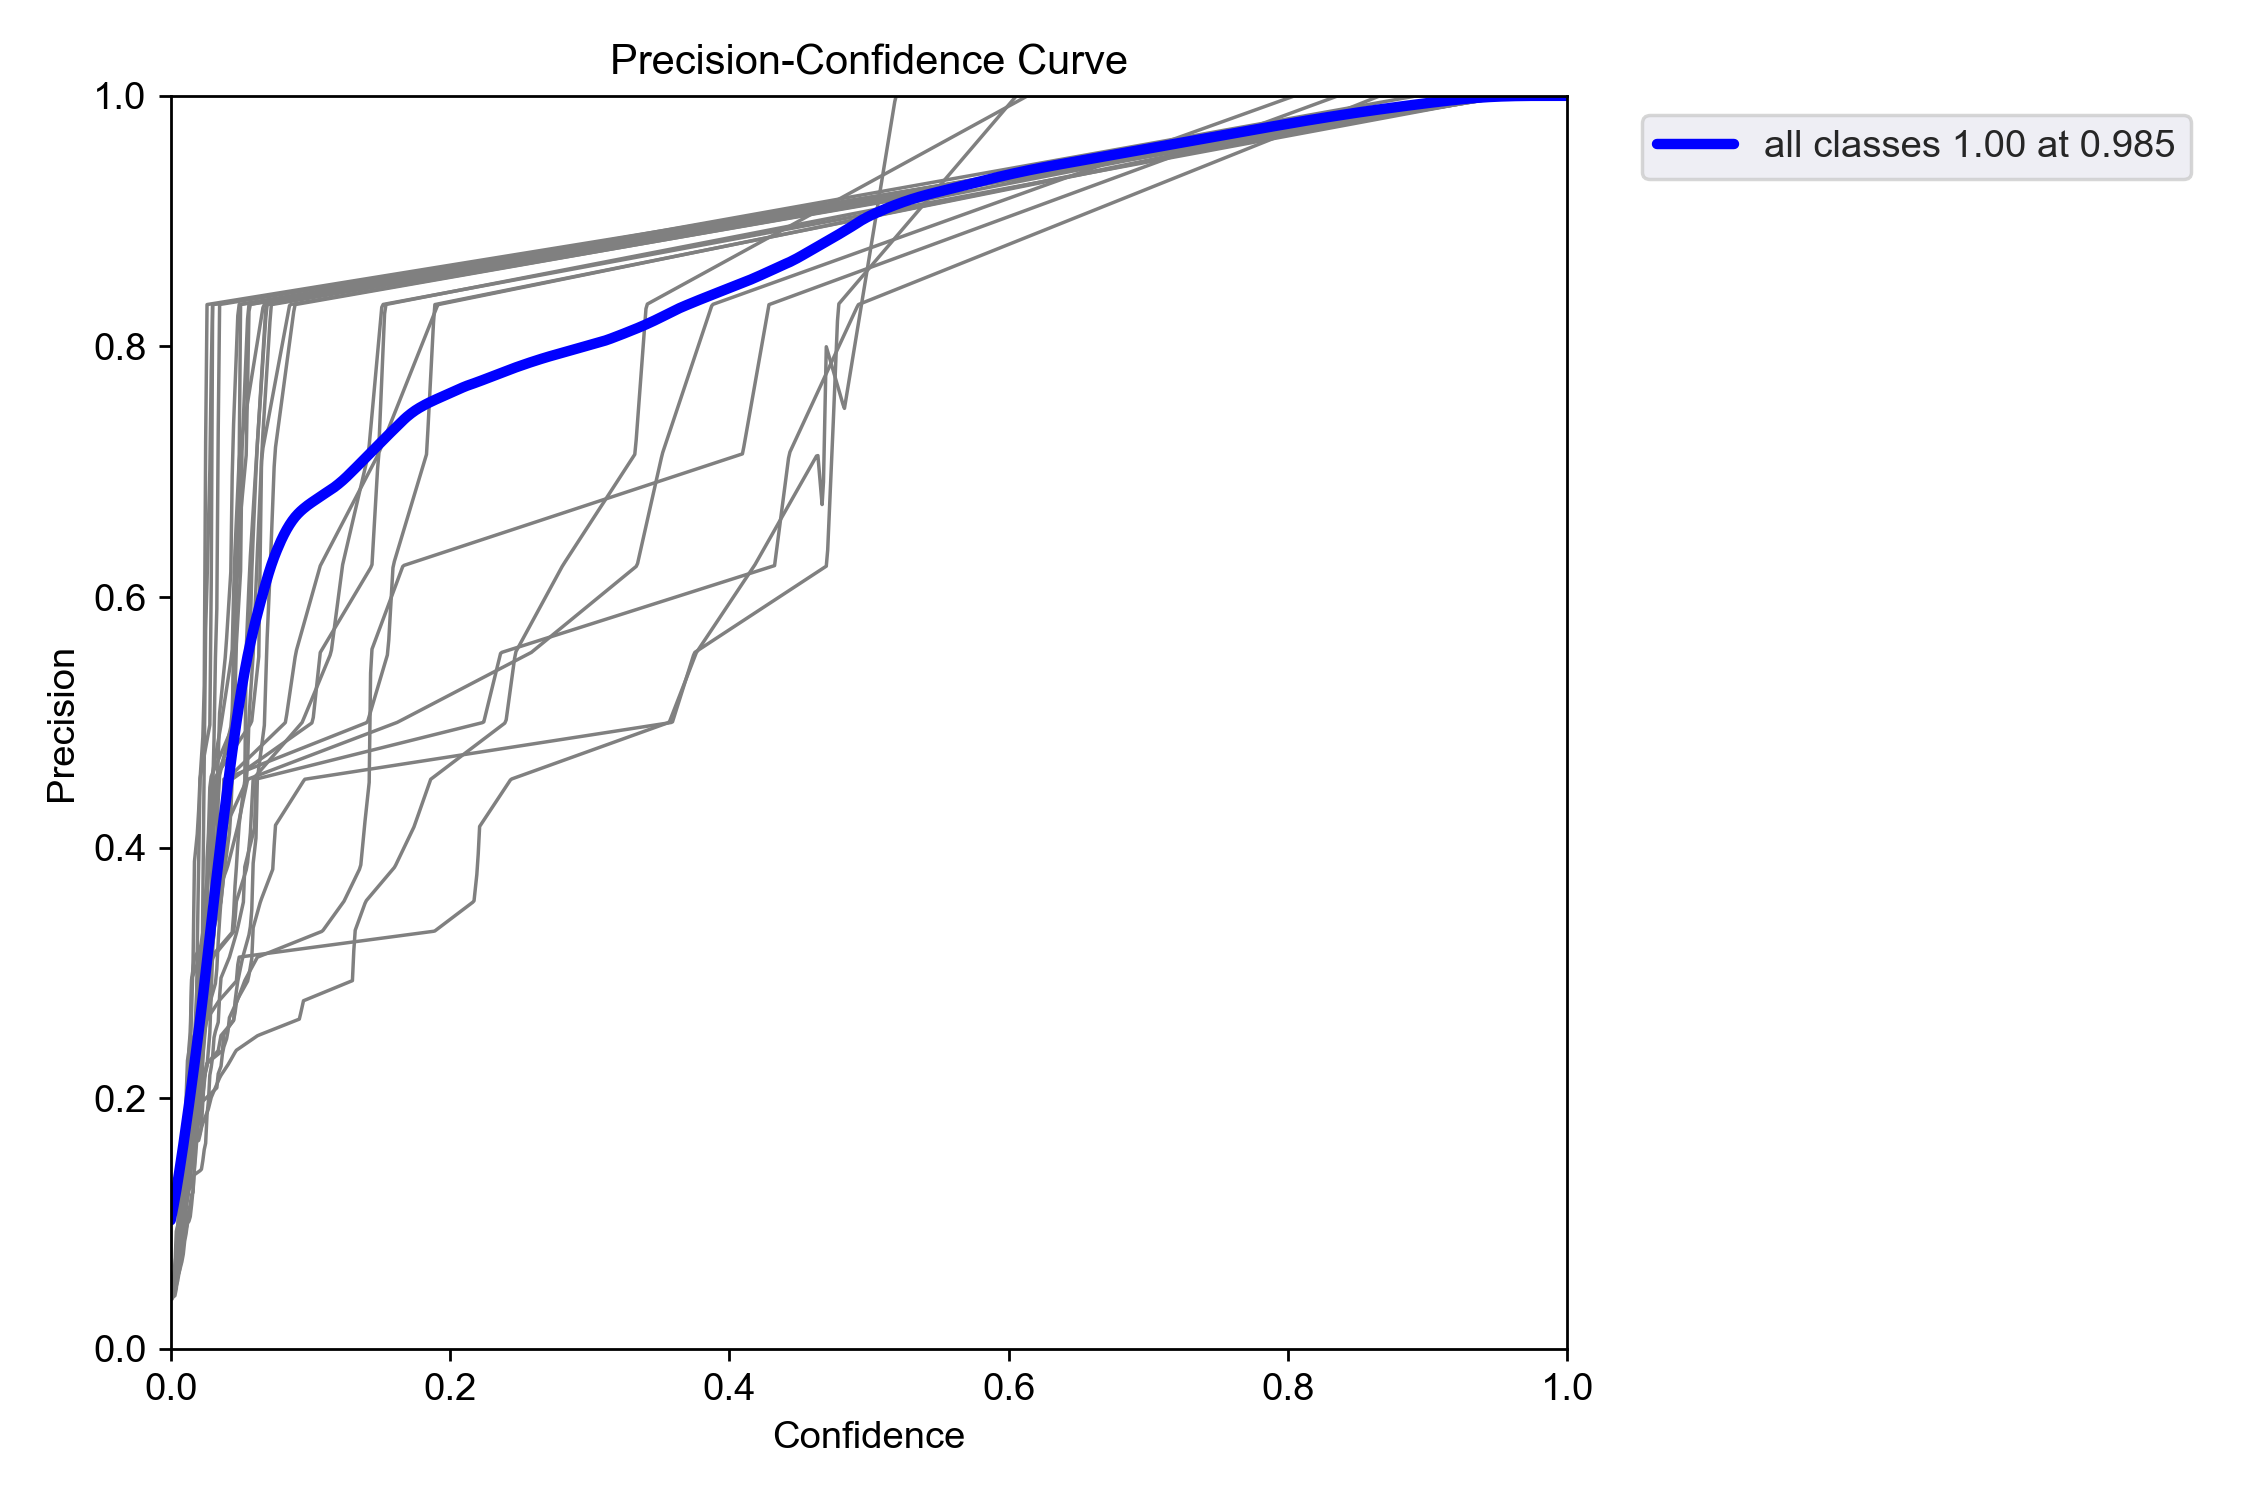 Precision-Confidence Curve
all classes 1.00 at 0.985
Precision
1.0
0.8
0.6
0.4
0.2
0.0
0.0 0.2 0.4 0.6 0.8 1.0
Confidence